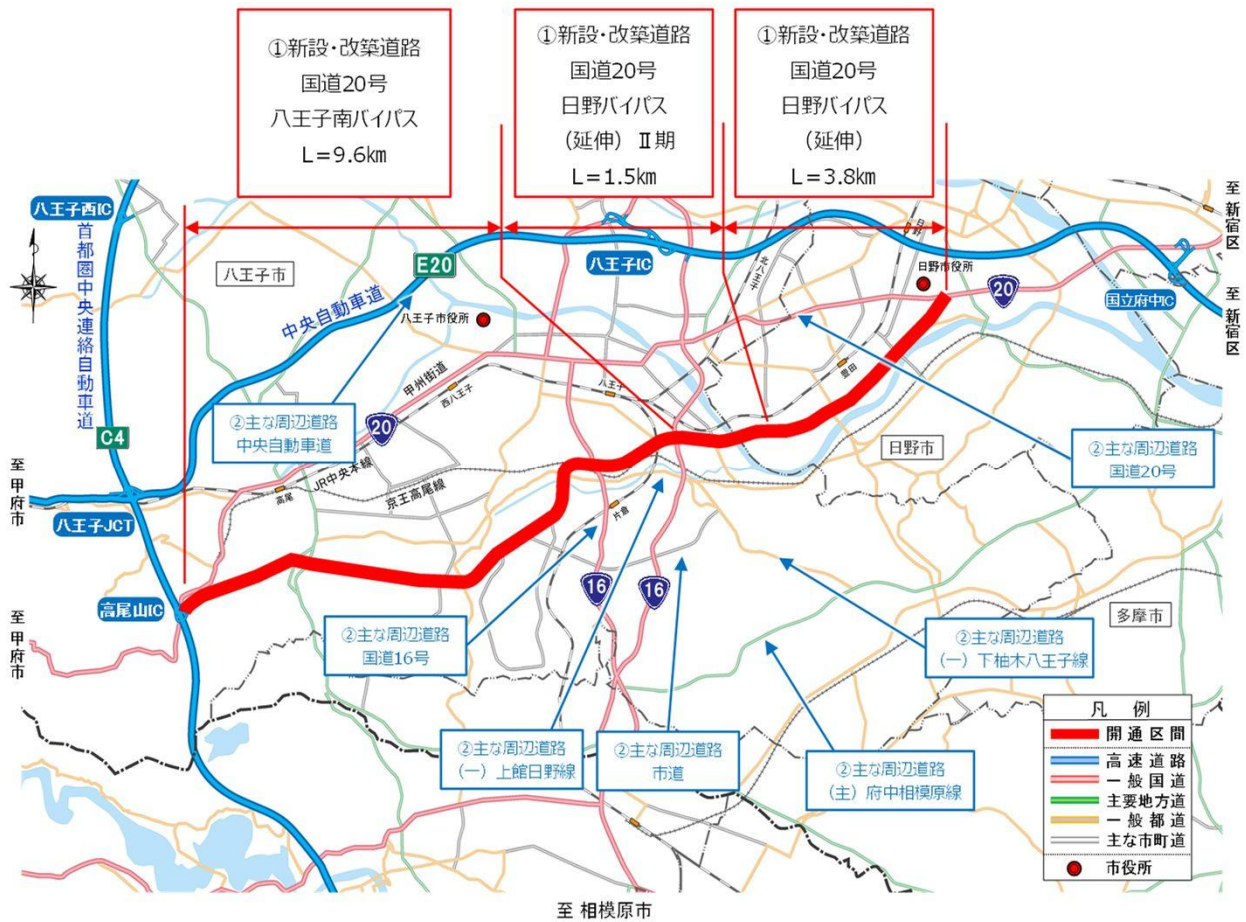 ①新設・改築道路
国道20号
八王子南バイパス
L=9.6km
①新設・改築道路
国道20号
日野バイパス
(延伸) Ⅱ期
L=1.5km
①新設・改築道路
国道20号
日野バイパス
(延伸)
L=3.8km
八王子西IC
首都圏中央連絡自動車道
八王子市
E20
中央自動車道
八王子市役所
八王子IC
北八王子
日野
日野市役所
20
国立府中IC
至 新宿区
至 新宿区
甲州街道
西八王子
八王子
豊田
20
C4
②主な周辺道路
中央自動車道
②主な周辺道路
国道20号
日野市
至 甲府市
高尾
JR中央本線
京王高尾線
片倉
八王子JCT
高尾山IC
至 甲府市
16
16
多摩市
②主な周辺道路
国道16号
②主な周辺道路
(一) 下柚木八王子線
②主な周辺道路
(一) 上館日野線
②主な周辺道路
市道
②主な周辺道路
(主) 府中相模原線
凡 例
開通区間
高速道路
一般国道
主要地方道
一般都道
主な市町道
市役所
至 相模原市